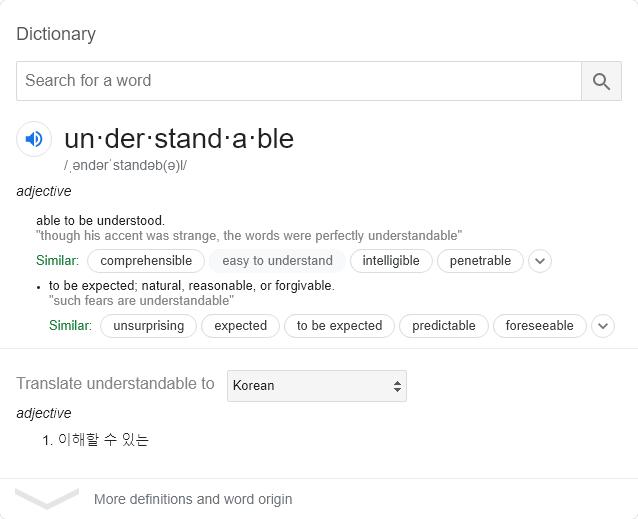 Dictionary
Search for a word
un·der·stand·a·ble
/ˌəndərˈstandəb(ə)l/
adjective
able to be understood.
"though his accent was strange, the words were perfectly understandable"
Similar: comprehensible easy to understand intelligible penetrable
• to be expected; natural, reasonable, or forgivable.
"such fears are understandable"
Similar: unsurprising expected to be expected predictable foreseeable
Translate understandable to Korean
adjective
1. 이해할 수 있는
More definitions and word origin